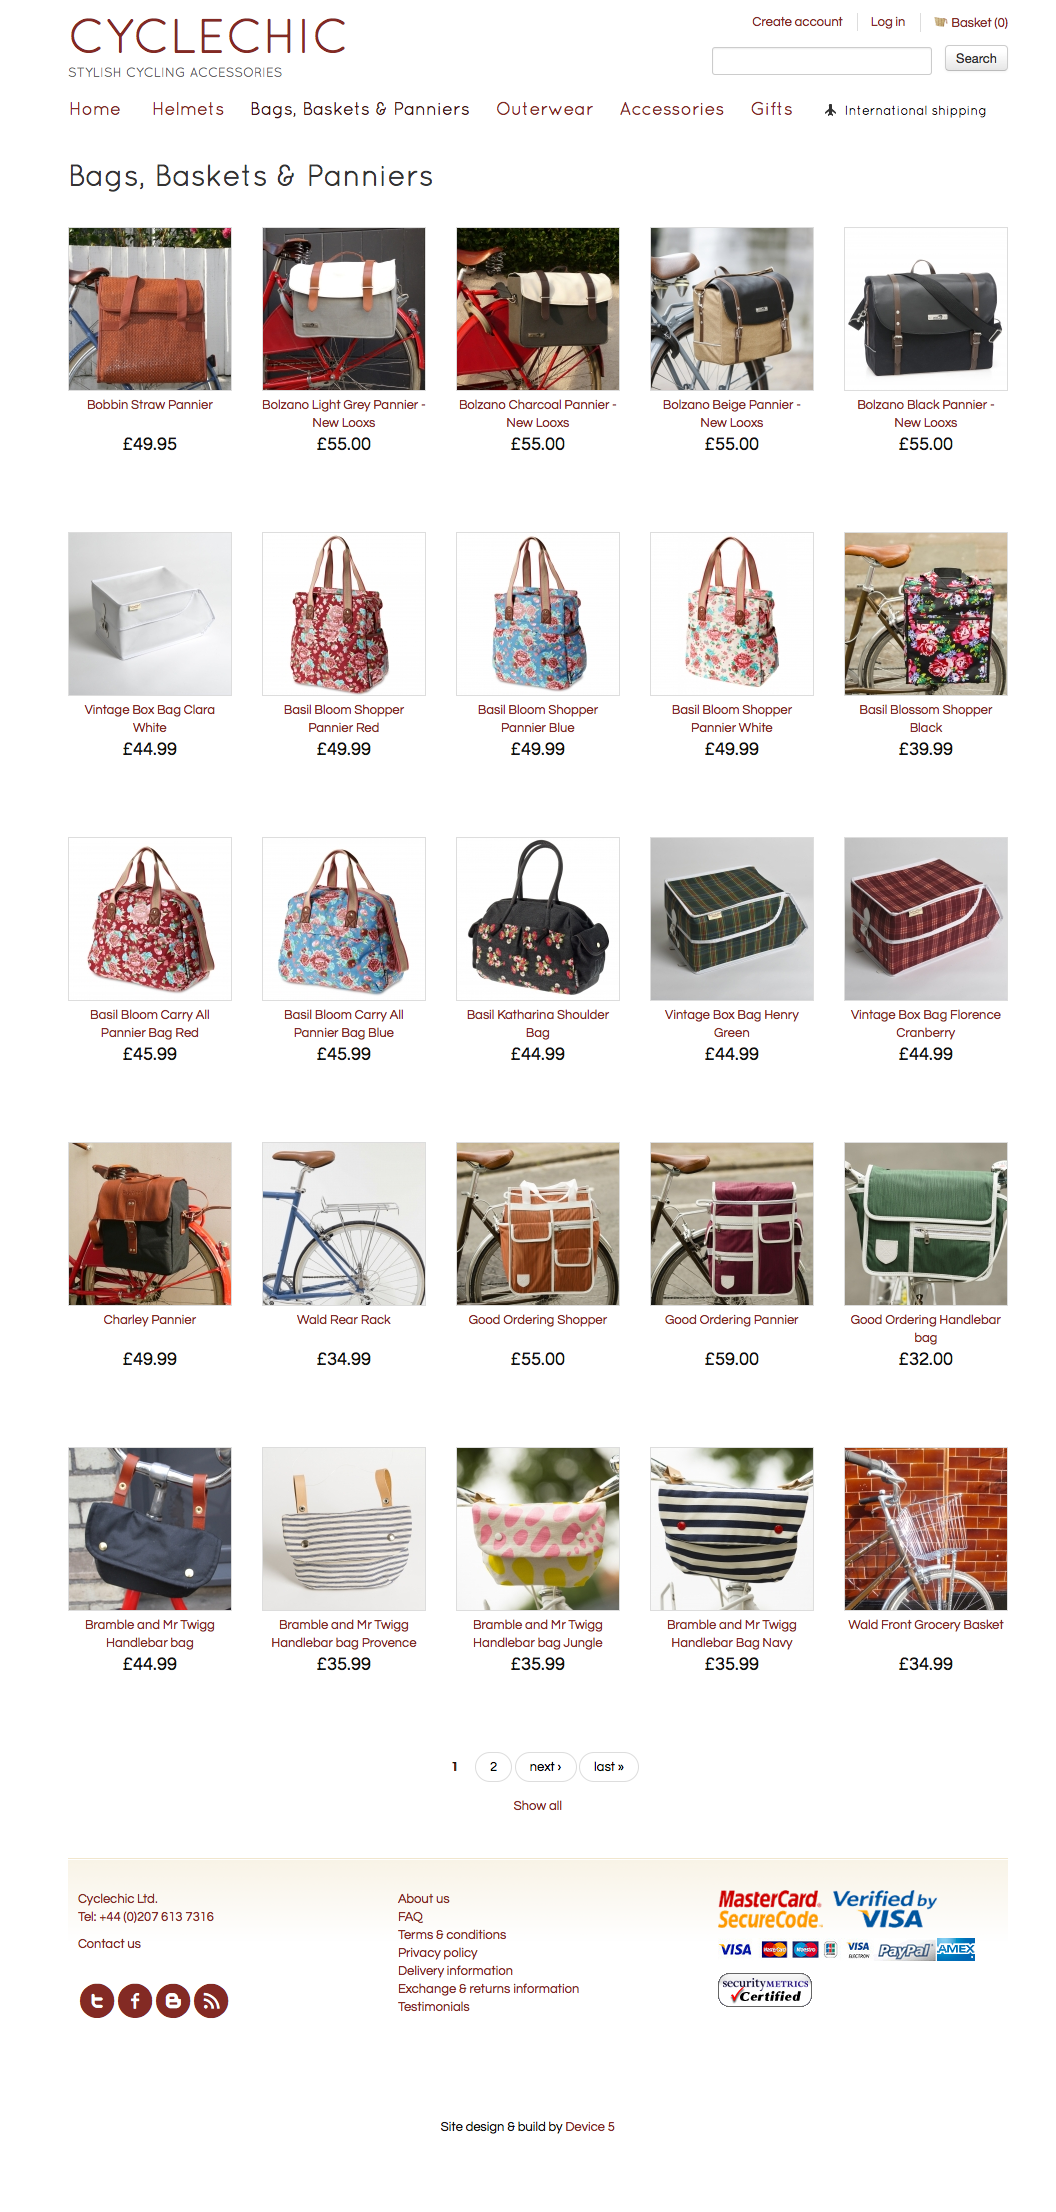 CYCLECHIC
STYLISH CYCLING ACCESSORIES
Create account
Log in
Basket (0)
Search
Home
Helmets
Bags, Baskets & Panniers
Outerwear
Accessories
Gifts
International shipping
Bags, Baskets & Panniers
Bobbin Straw Pannier
£49.95
Bolzano Light Grey Pannier -
New Looxs
£55.00
Bolzano Charcoal Pannier -
New Looxs
£55.00
Bolzano Beige Pannier -
New Looxs
£55.00
Bolzano Black Pannier -
New Looxs
£55.00
Vintage Box Bag Clara
White
£44.99
Basil Bloom Shopper
Pannier Red
£49.99
Basil Bloom Shopper
Pannier Blue
£49.99
Basil Bloom Shopper
Pannier White
£49.99
Basil Blossom Shopper
Black
£39.99
Basil Bloom Carry All
Pannier Bag Red
£45.99
Basil Bloom Carry All
Pannier Bag Blue
£45.99
Basil Katharina Shoulder
Bag
£44.99
Vintage Box Bag Henry
Green
£44.99
Vintage Box Bag Florence
Cranberry
£44.99
Charley Pannier
£49.99
Wald Rear Rack
£34.99
Good Ordering Shopper
£55.00
Good Ordering Pannier
£59.00
Good Ordering Handlebar
bag
£32.00
Bramble and Mr Twigg
Handlebar bag
£44.99
Bramble and Mr Twigg
Handlebar bag Provence
£35.99
Bramble and Mr Twigg
Handlebar bag Jungle
£35.99
Bramble and Mr Twigg
Handlebar Bag Navy
£35.99
Wald Front Grocery Basket
£34.99
1
2
next ›
last »
Show all
Cyclechic Ltd.
Tel: +44 (0)207 613 7316
Contact us
About us
FAQ
Terms & conditions
Privacy policy
Delivery information
Exchange & returns information
Testimonials
MasterCard.
SecureCode.
Verified by
VISA
VISA
MasterCard
Maestro
VISA
ELECTRON
PayPal
AMEX
securityMETRICS
Certified
Site design & build by Device 5